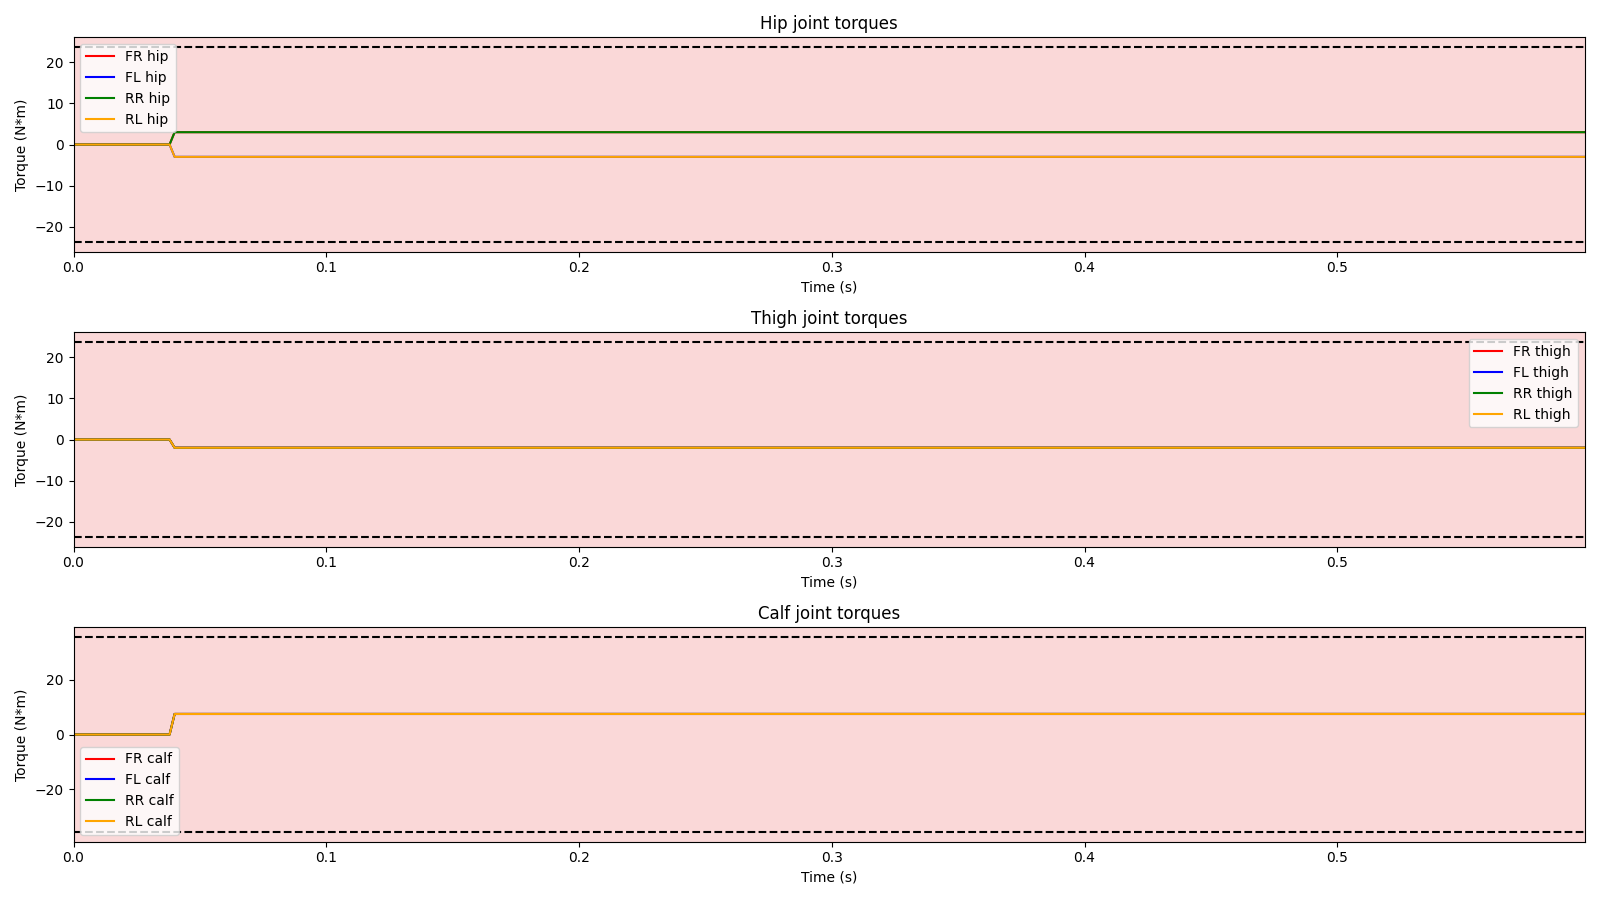 Hip joint torques
FR hip
FL hip
RR hip
RL hip
Torque (N*m)
20
10
0
−10
−20
0.0 0.1 0.2 0.3 0.4 0.5
Time (s)
Thigh joint torques
FR thigh
FL thigh
RR thigh
RL thigh
Torque (N*m)
20
10
0
−10
−20
0.0 0.1 0.2 0.3 0.4 0.5
Time (s)
Calf joint torques
Torque (N*m)
20
0
−20
FR calf
FL calf
RR calf
RL calf
0.0 0.1 0.2 0.3 0.4 0.5
Time (s)